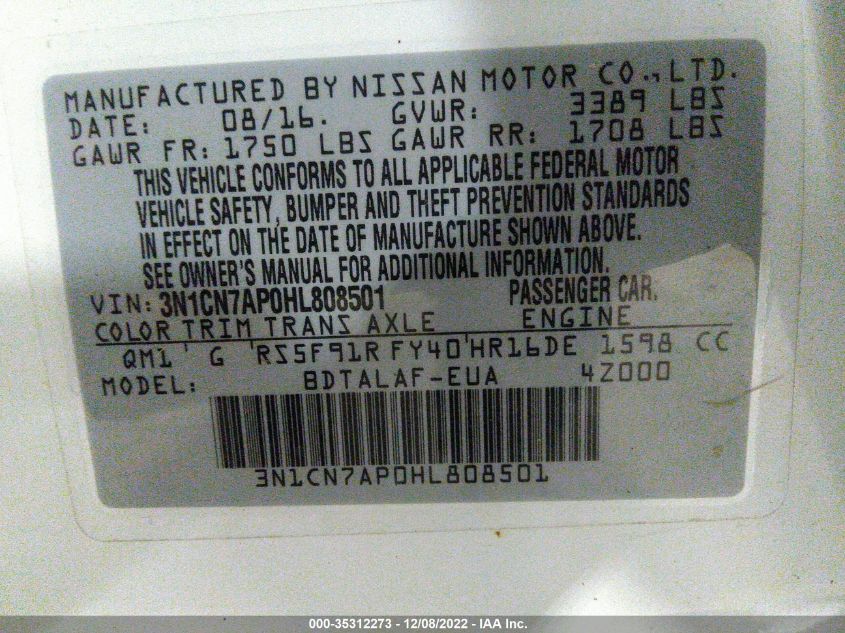 MANUFACTURED BY NISSAN MOTOR CO., LTD.
DATE: 08/16. GVWR: 3389 LBS
GAWR FR: 1750 LBS GAWR RR: 1708 LBS
THIS VEHICLE CONFORMS TO ALL APPLICABLE FEDERAL MOTOR
VEHICLE SAFETY, BUMPER AND THEFT PREVENTION STANDARDS
IN EFFECT ON THE DATE OF MANUFACTURE SHOWN ABOVE.
SEE OWNER'S MANUAL FOR ADDITIONAL INFORMATION.
VIN: 3N1CN7AP0HL808501 PASSENGER CAR.
COLOR TRIM TRANS AXLE ENGINE
QM1' G 'RS5F91R FY40'HR16DE 1598 CC
MODEL: BDTALAF-EUA 4Z000
3N1CN7AP0HL808501
000-35312273 - 12/08/2022 - IAA Inc.